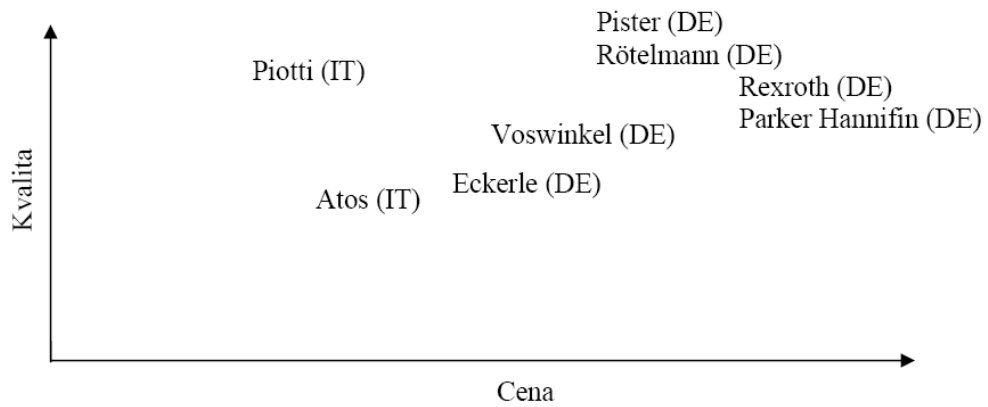 Pister (DE)
Rötelmann (DE)
Piotti (IT)
Rexroth (DE)
Parker Hannifin (DE)
Voswinkel (DE)
Eckerle (DE)
Atos (IT)
Kvalita
Cena